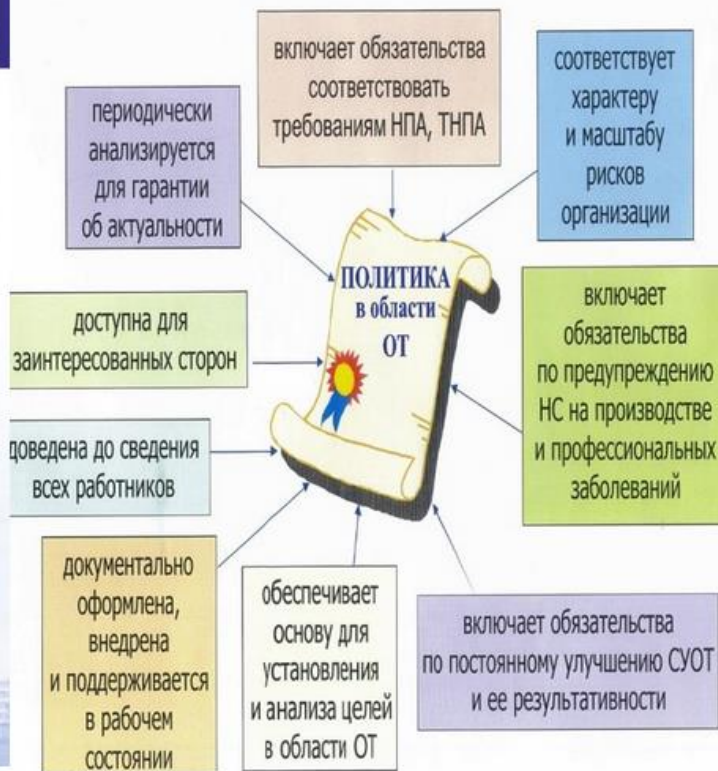 включает обязательства
соответствовать
требованиям НПА, ТНПА
соответствует
характеру
и масштабу
рисков
организации
периодически
анализируется
для гарантии
об актуальности
ПОЛИТИКА
в области
ОТ
включает
обязательства
по предупреждению
НС на производстве
и профессиональных
заболеваний
доступна для
заинтересованных сторон
доведена до сведения
всех работников
документально
оформлена,
внедрена
и поддерживается
в рабочем
состоянии
обеспечивает
основу для
установления
и анализа целей
в области ОТ
включает обязательства
по постоянному улучшению СУОТ
и ее результативности